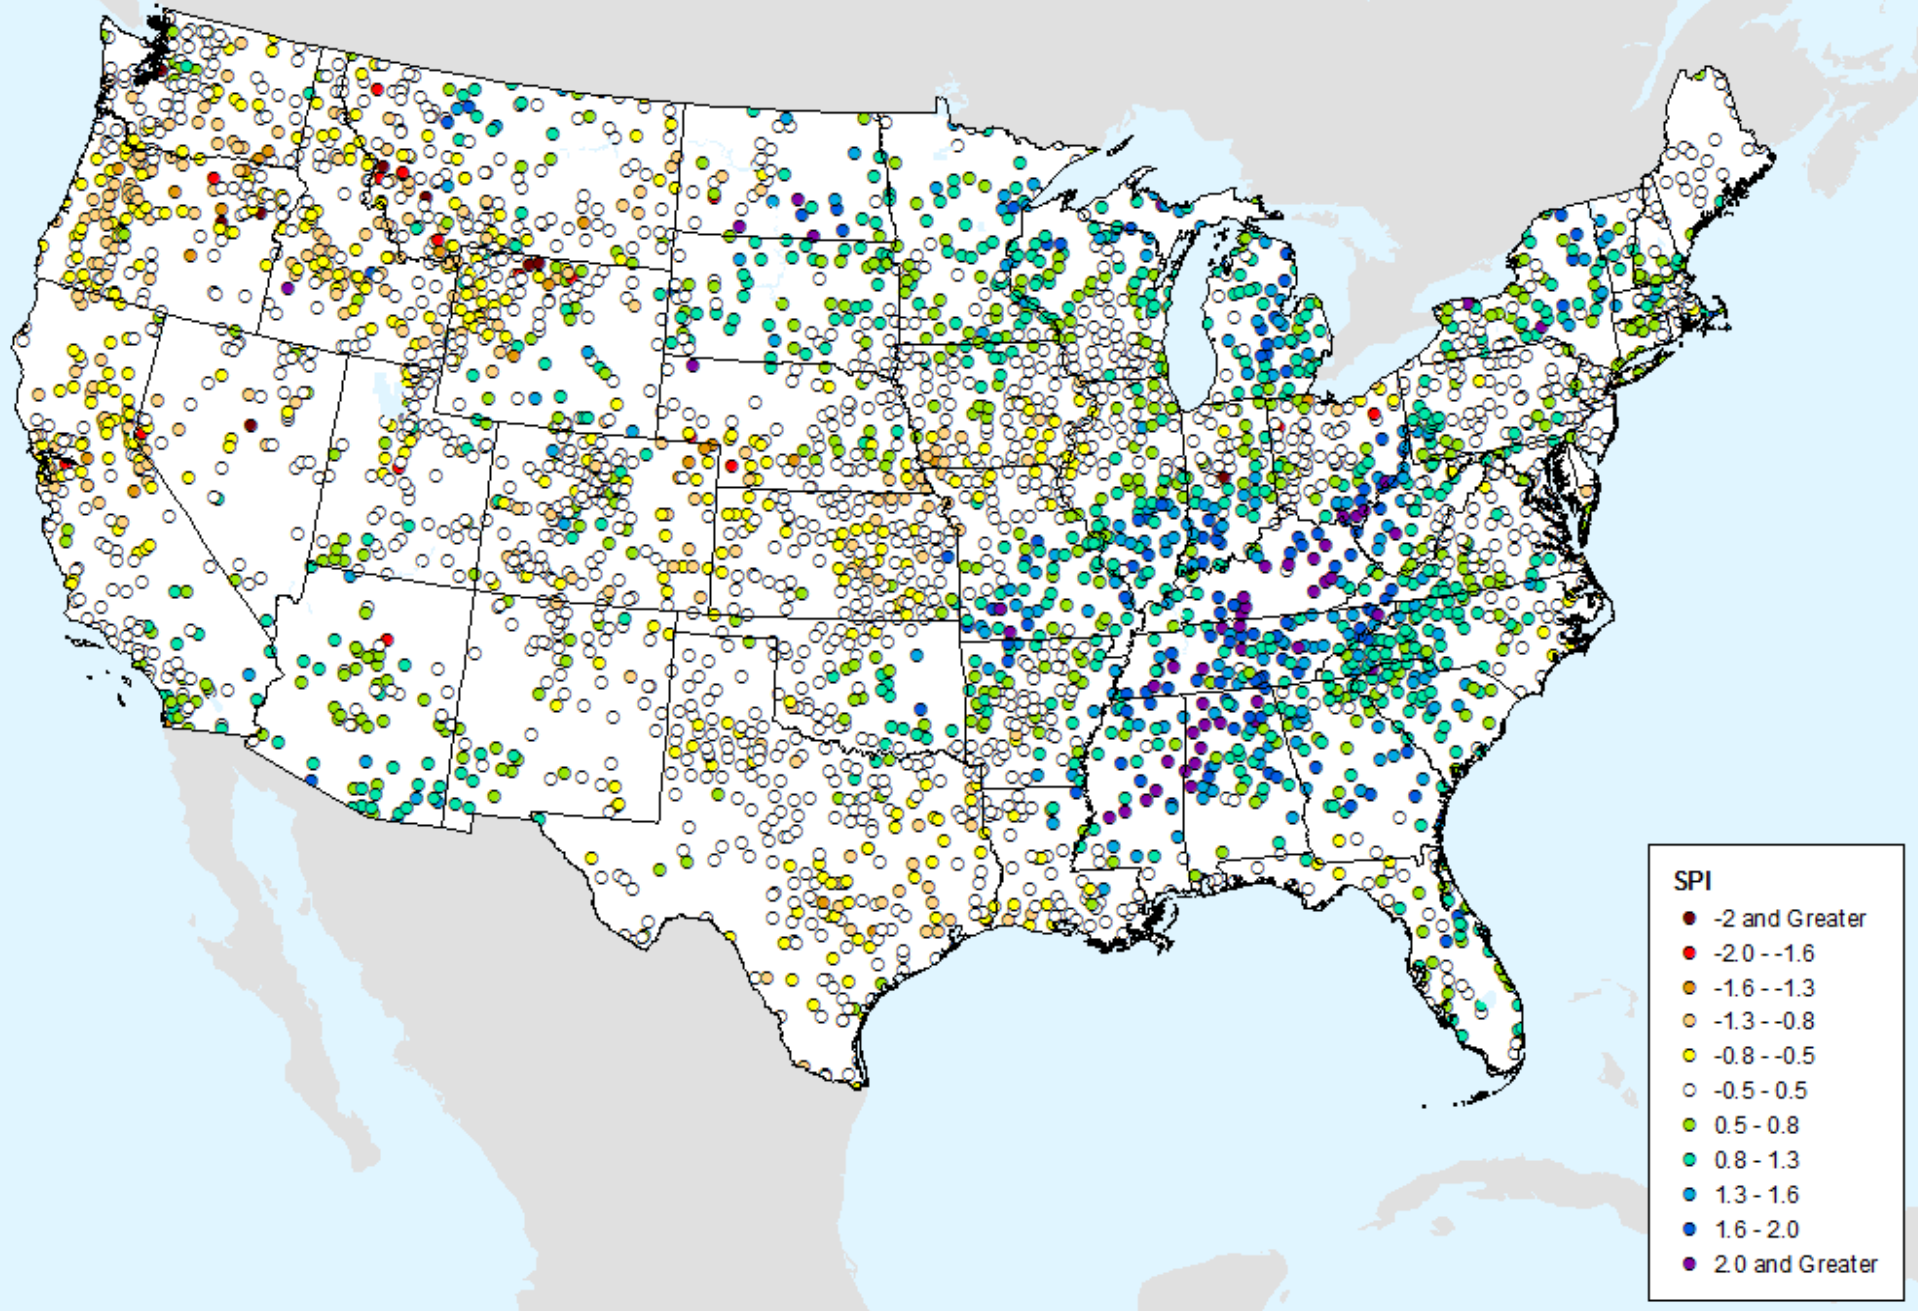 SPI
-2 and Greater
-2.0 - -1.6
-1.6 - -1.3
-1.3 - -0.8
-0.8 - -0.5
-0.5 - 0.5
0.5 - 0.8
0.8 - 1.3
1.3 - 1.6
1.6 - 2.0
2.0 and Greater